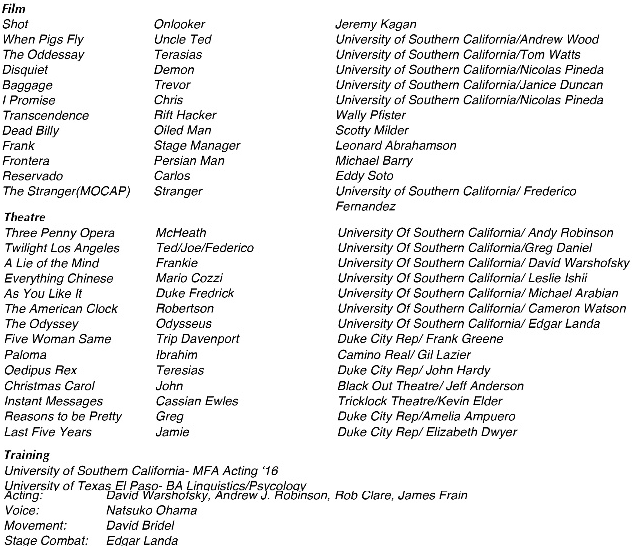 Film
Shot Onlooker Jeremy Kagan
When Pigs Fly Uncle Ted University of Southern California/Andrew Wood
The Oddessay Terasias University of Southern California/Tom Watts
Disquiet Demon University of Southern California/Nicolas Pineda
Baggage Trevor University of Southern California/Janice Duncan
I Promise Chris University of Southern California/Nicolas Pineda
Transcendence Rift Hacker Wally Pfister
Dead Billy Oiled Man Scotty Milder
Frank Stage Manager Leonard Abrahamson
Frontera Persian Man Michael Barry
Reservado Carlos Eddy Soto
The Stranger(MOCAP) Stranger University of Southern California/ Frederico
Fernandez
Theatre
Three Penny Opera McHeath University Of Southern California/ Andy Robinson
Twilight Los Angeles Ted/Joe/Federico University Of Southern California/Greg Daniel
A Lie of the Mind Frankie University Of Southern California/ David Warshofsky
Everything Chinese Mario Cozzi University Of Southern California/ Leslie Ishii
As You Like It Duke Fredrick University Of Southern California/ Michael Arabian
The American Clock Robertson University Of Southern California/ Cameron Watson
The Odyssey Odysseus University Of Southern California/ Edgar Landa
Five Woman Same Trip Davenport Duke City Rep/ Frank Greene
Paloma Ibrahim Camino Real/ Gil Lazier
Oedipus Rex Teresias Duke City Rep/ John Hardy
Christmas Carol John Black Out Theatre/ Jeff Anderson
Instant Messages Cassian Ewles Tricklock Theatre/Kevin Elder
Reasons to be Pretty Greg Duke City Rep/Amelia Ampuero
Last Five Years Jamie Duke City Rep/ Elizabeth Dwyer
Training
University of Southern California- MFA Acting ‘16
University of Texas El Paso- BA Linguistics/Psycology
Acting: David Warshofsky, Andrew J. Robinson, Rob Clare, James Frain
Voice: Natsuko Ohama
Movement: David Bridel
Stage Combat: Edgar Landa